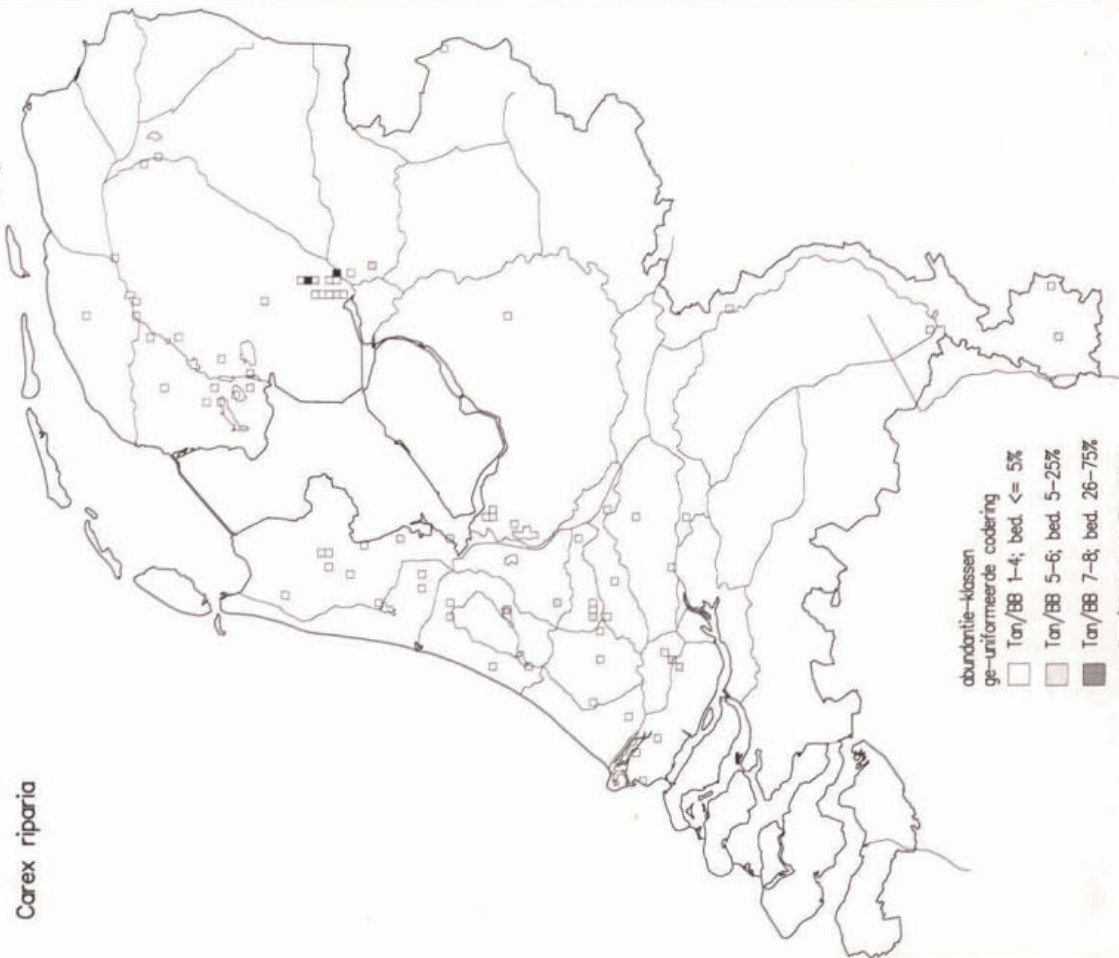 Carex riparia
abundantie-klassen
ge-uniformeerde codering
Tan/BB 1-4; bed. <= 5%
Tan/BB 5-6; bed. 5-25%
Tan/BB 7-8; bed. 26-75%